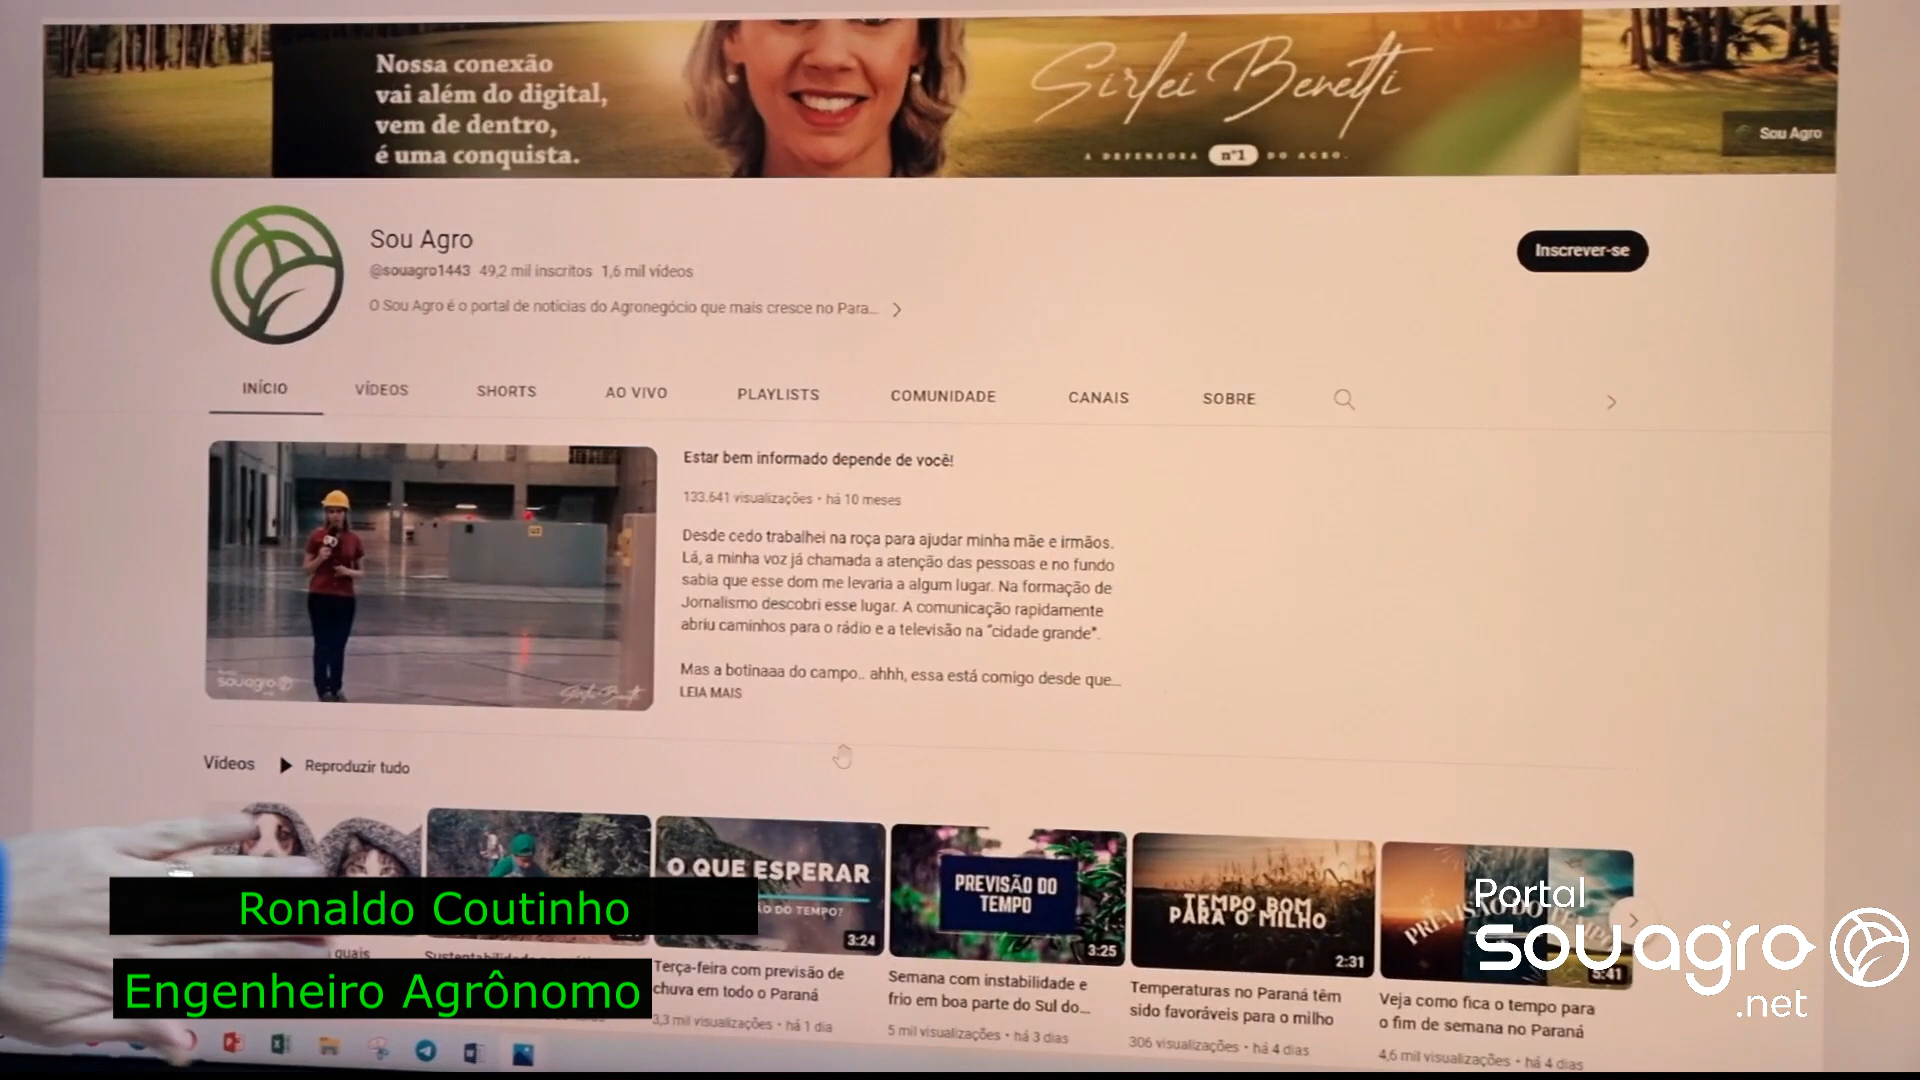 Nossa conexão
vai além do digital,
vem de dentro,
é uma conquista.
Sirlei Benetti
A DEFENSORA nº1 DO AGRO.
Sou Agro
Sou Agro
@souagro1443 49,2 mil inscritos 1,6 mil vídeos
O Sou Agro é o portal de notícias do Agronegócio que mais cresce no Para...
Inscrever-se
INÍCIO VÍDEOS SHORTS AO VIVO PLAYLISTS COMUNIDADE CANAIS SOBRE
Estar bem informado depende de você!
133.641 visualizações • há 10 meses
Desde cedo trabalhei na roça para ajudar minha mãe e irmãos.
Lá, a minha voz já chamada a atenção das pessoas e no fundo
sabia que esse dom me levaria a algum lugar. Na formação de
Jornalismo descobri esse lugar. A comunicação rapidamente
abriu caminhos para o rádio e a televisão na "cidade grande".
Mas a botinaaa do campo.. ahhh, essa está comigo desde que...
LEIA MAIS
souagro
Sirlei Benetti
Vídeos Reproduzir tudo
O QUE ESPERAR
DO TEMPO?
3:24
PREVISÃO DO
TEMPO
3:25
TEMPO BOM
PARA O MILHO
2:31
PREVISÃO DO TEMPO
5:41
quais
Terça-feira com previsão de
chuva em todo o Paraná
3,3 mil visualizações • há 1 dia
Semana com instabilidade e
frio em boa parte do Sul do...
5 mil visualizações • há 3 dias
Temperaturas no Paraná têm
sido favoráveis para o milho
306 visualizações • há 4 dias
Veja como fica o tempo para
o fim de semana no Paraná
4,6 mil visualizações • há 4 dias
Ronaldo Coutinho
Engenheiro Agrônomo
Portal
souagro
.net